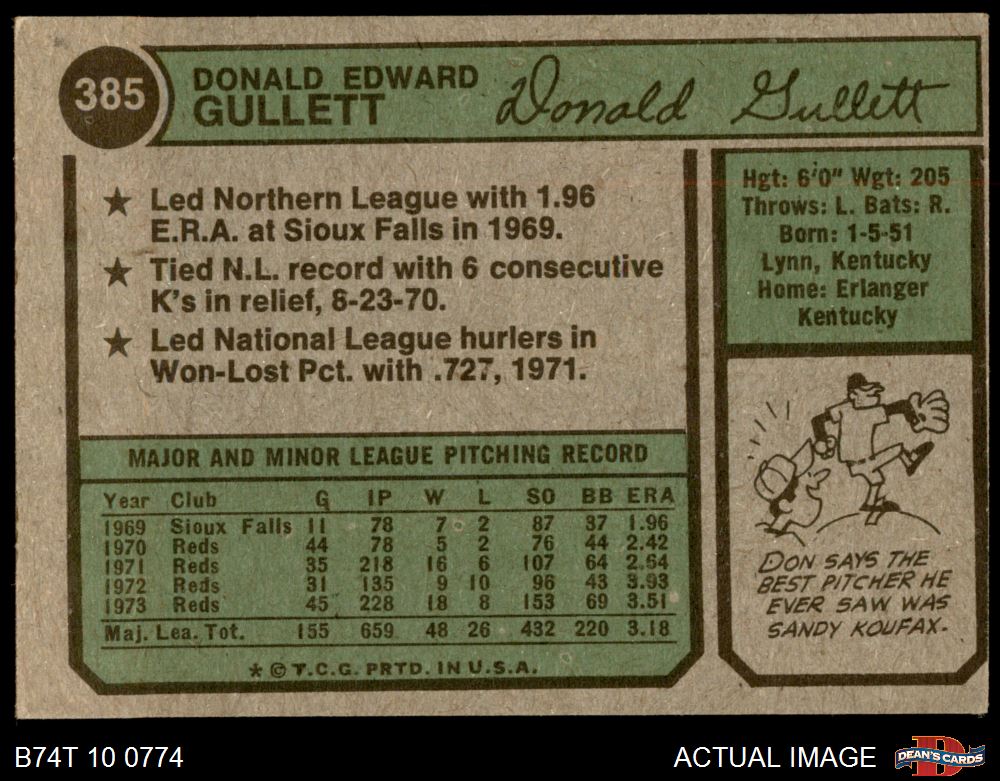 385
DONALD EDWARD
GULLETT
Donald Gullett
★ Led Northern League with 1.96
E.R.A. at Sioux Falls in 1969.
★ Tied N.L. record with 6 consecutive
K's in relief, 8-23-70.
★ Led National League hurlers in
Won-Lost Pct. with .727, 1971.
Hgt: 6'0" Wgt: 205
Throws: L. Bats: R.
Born: 1-5-51
Lynn, Kentucky
Home: Erlanger
Kentucky
MAJOR AND MINOR LEAGUE PITCHING RECORD
Year Club G IP W L SO BB ERA
1969 Sioux Falls 11 78 7 2 87 37 1.96
1970 Reds 44 78 5 2 76 44 2.42
1971 Reds 35 218 16 6 107 64 2.64
1972 Reds 31 135 9 10 96 43 3.93
1973 Reds 45 228 18 8 153 69 3.51
Maj. Lea. Tot. 155 659 48 26 432 220 3.18
* © T.C.G. PRTD. IN U.S.A.
DON SAYS THE
BEST PITCHER HE
EVER SAW WAS
SANDY KOUFAX.
B74T 10 0774
ACTUAL IMAGE
DEAN'S CARDS